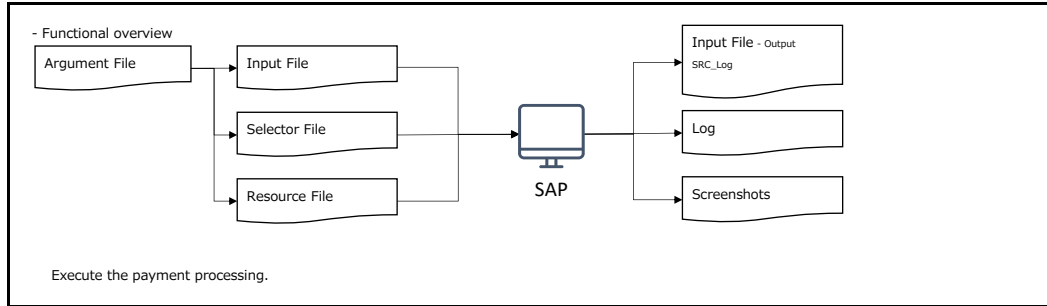 - Functional overview
Argument File
Input File
Selector File
Resource File
SAP
Input File - Output
SRC_Log
Log
Screenshots
Execute the payment processing.